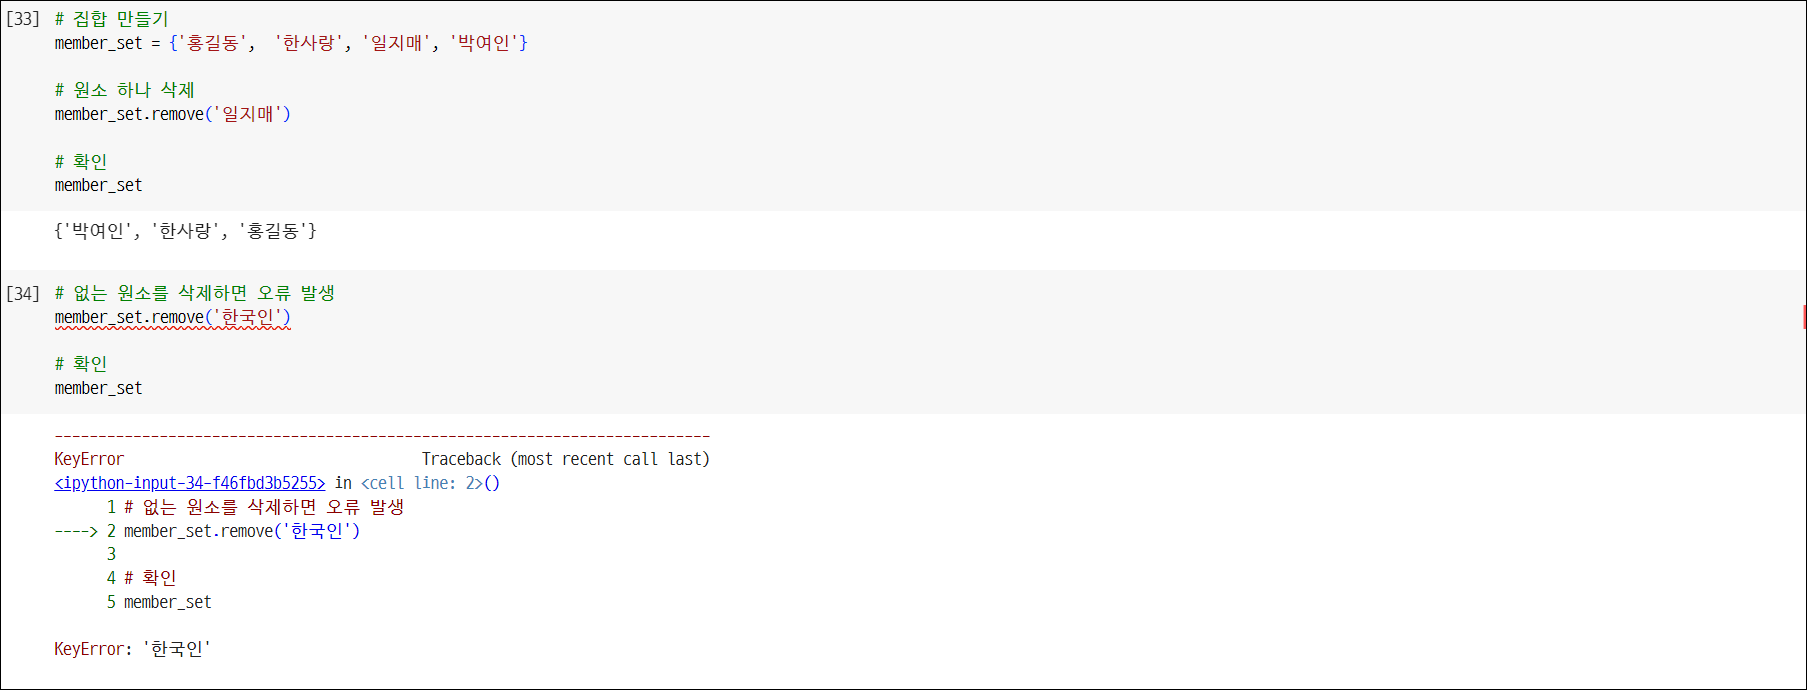 [33] # 집합 만들기
member_set = {'홍길동',  '한사랑', '일지매', '박여인'}
# 원소 하나 삭제
member_set.remove('일지매')
# 확인
member_set
{'박여인', '한사랑', '홍길동'}
[34] # 없는 원소를 삭제하면 오류 발생
member_set.remove('한국인')
# 확인
member_set
---------------------------------------------------------------------------
KeyError                                  Traceback (most recent call last)
<ipython-input-34-f46fbd3b5255> in <cell line: 2>()
      1 # 없는 원소를 삭제하면 오류 발생
----> 2 member_set.remove('한국인')
      3
      4 # 확인
      5 member_set
KeyError: '한국인'